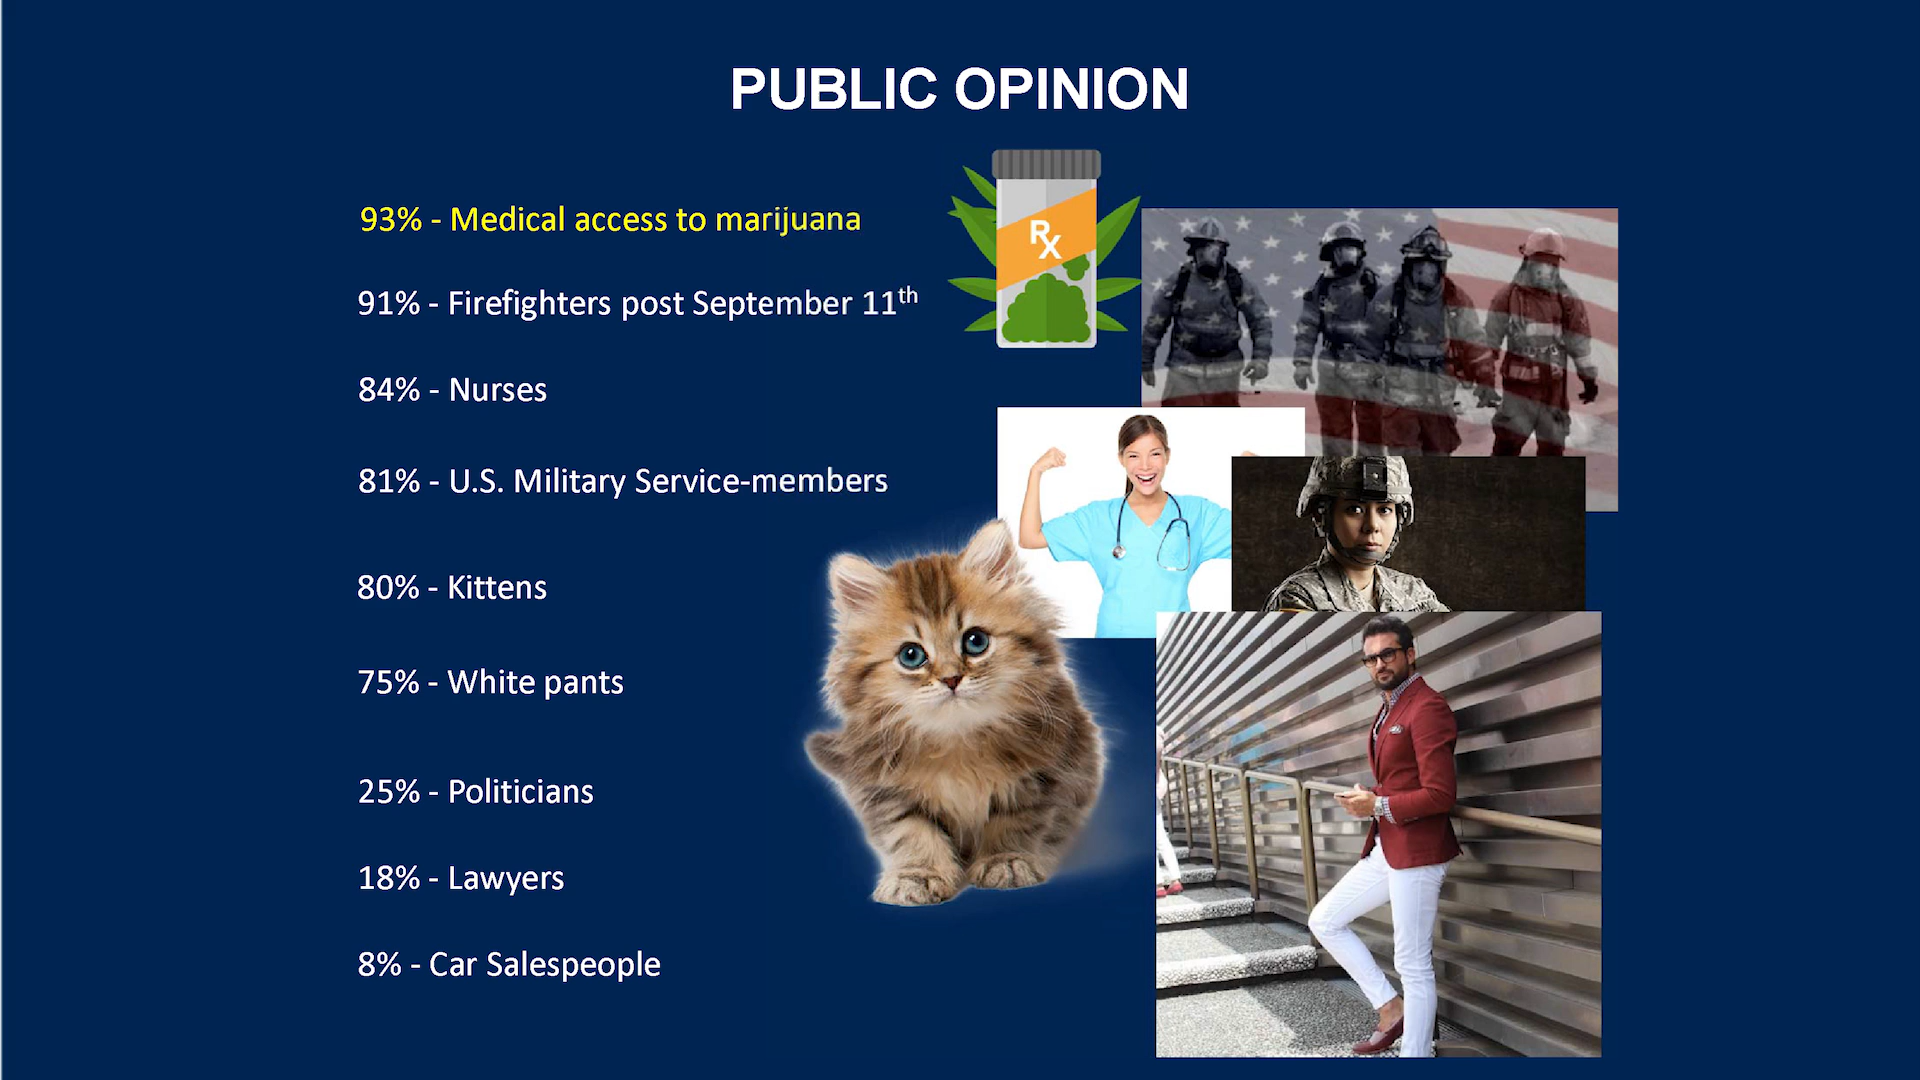 PUBLIC OPINION
93% - Medical access to marijuana
Rx
91% - Firefighters post September 11th
84% - Nurses
81% - U.S. Military Service-members
80% - Kittens
75% - White pants
25% - Politicians
18% - Lawyers
8% - Car Salespeople